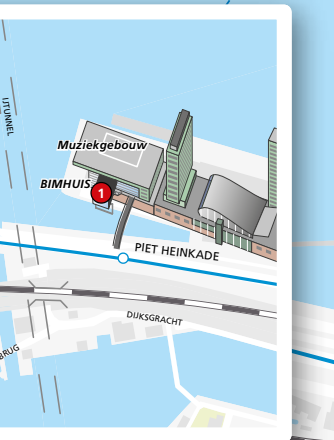 IJTUNNEL
Muziekgebouw
BIMHUIS
1
PIET HEINKADE
DIJKSGRACHT
BRUG